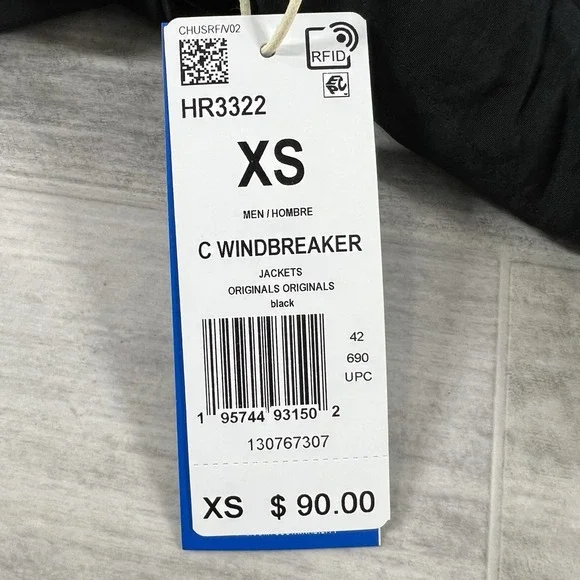 CHUSRF/V02
RFID
HR3322
XS
MEN / HOMBRE
C WINDBREAKER
JACKETS
ORIGINALS ORIGINALS
black
42
690
UPC
1 95744 93150 2
130767307
XS $ 90.00